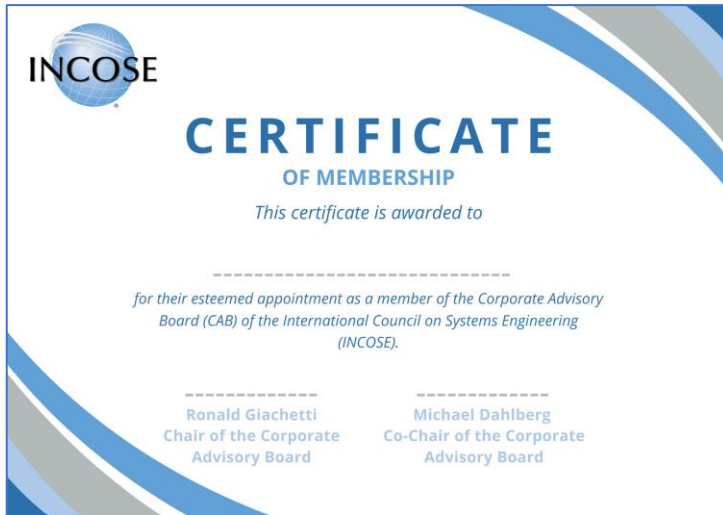 INCOSE
CERTIFICATE
OF MEMBERSHIP
This certificate is awarded to
for their esteemed appointment as a member of the Corporate Advisory
Board (CAB) of the International Council on Systems Engineering
(INCOSE).
Ronald Giachetti
Chair of the Corporate
Advisory Board
Michael Dahlberg
Co-Chair of the Corporate
Advisory Board